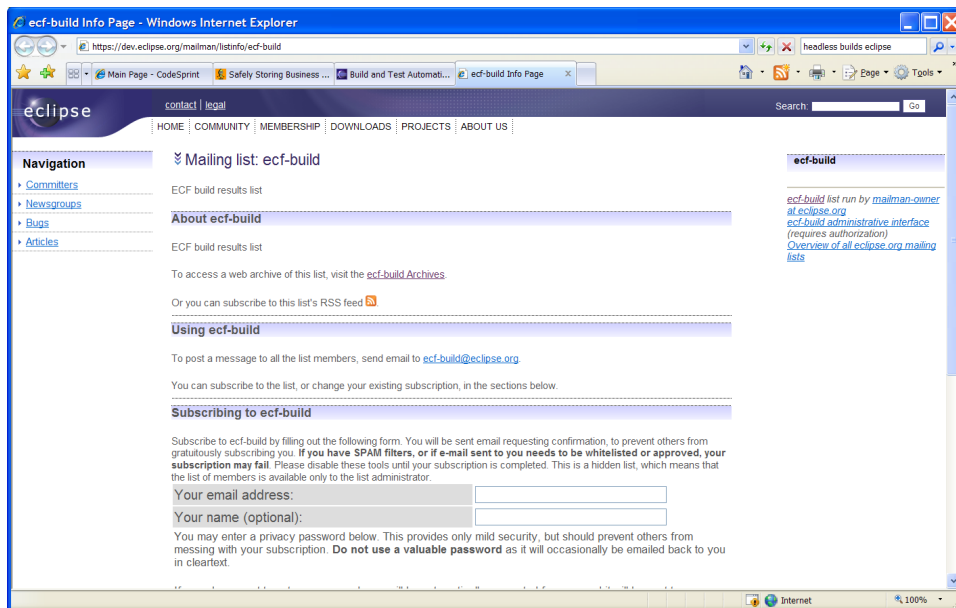 ecf-build Info Page - Windows Internet Explorer
https://dev.eclipse.org/mailman/listinfo/ecf-build
headless builds eclipse
Main Page - CodeSprint
Safely Storing Business ...
Build and Test Automati...
ecf-build Info Page
Page
Tools
eclipse
contact | legal
Search:
Go
HOME COMMUNITY MEMBERSHIP DOWNLOADS PROJECTS ABOUT US
Navigation
Committers
Newsgroups
Bugs
Articles
Mailing list: ecf-build
ECF build results list
About ecf-build
ECF build results list
To access a web archive of this list, visit the ecf-build Archives.
Or you can subscribe to this list's RSS feed
Using ecf-build
To post a message to all the list members, send email to ecf-build@eclipse.org.
You can subscribe to the list, or change your existing subscription, in the sections below.
Subscribing to ecf-build
Subscribe to ecf-build by filling out the following form. You will be sent email requesting confirmation, to prevent others from
gratuitously subscribing you. If you have SPAM filters, or if e-mail sent to you needs to be whitelisted or approved, your
subscription may fail. Please disable these tools until your subscription is completed. This is a hidden list, which means that
the list of members is available only to the list administrator.
Your email address:
Your name (optional):
You may enter a privacy password below. This provides only mild security, but should prevent others from
messing with your subscription. Do not use a valuable password as it will occasionally be emailed back to you
in cleartext.
ecf-build
ecf-build list run by mailman-owner
at eclipse.org
ecf-build administrative interface
(requires authorization)
Overview of all eclipse.org mailing
lists
Internet
100%